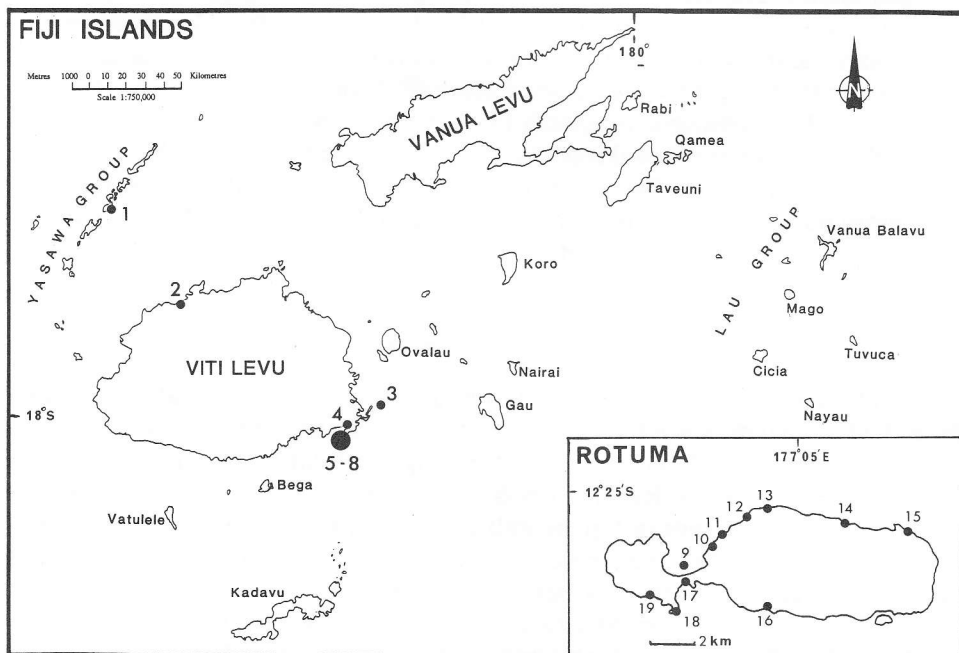 FIJI ISLANDS
180°
Metres 1000 0 10 20 30 40 50 Kilometres
Scale 1:750,000
N
VANUA LEVU
Rabi
Qamea
Taveuni
YASAWA GROUP
1
LAU GROUP
Vanua Balavu
Koro
2
Mago
Ovalau
VITI LEVU
Nairai
Cicia
Tuvuca
3
Gau
Nayau
18°S
4
5-8
Bega
Vatulele
Kadavu
ROTUMA
177°05'E
12°25'S
13
12
14
15
11
10
9
17
19
18
16
2 km